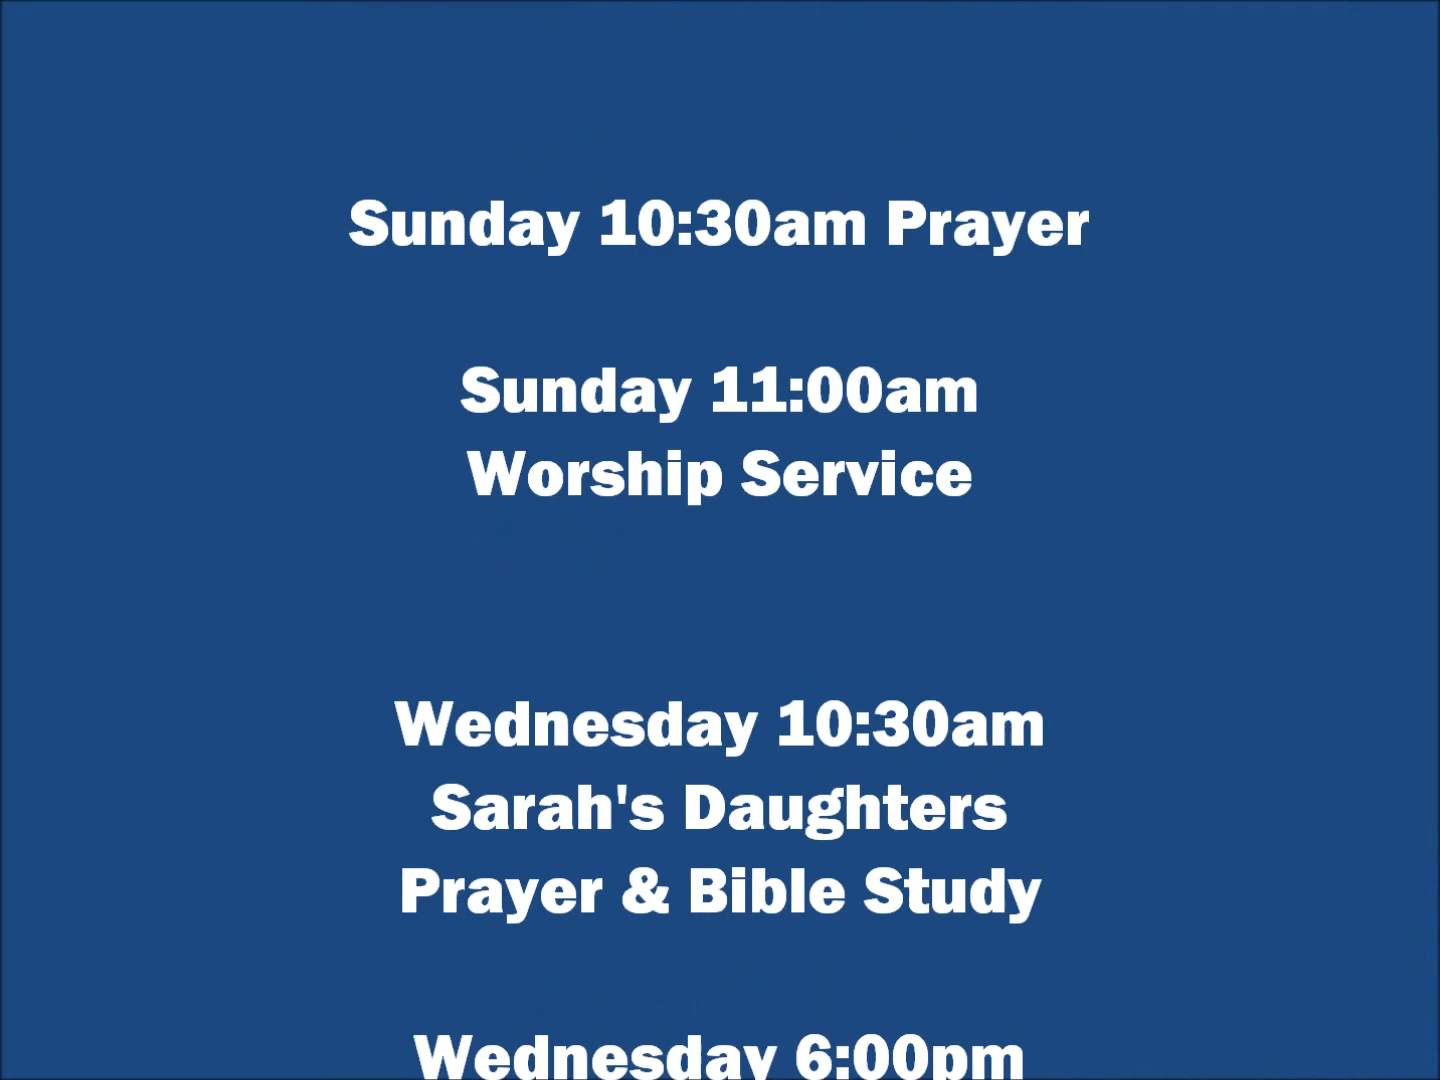 Sunday 10:30am Prayer
Sunday 11:00am
Worship Service
Wednesday 10:30am
Sarah's Daughters
Prayer & Bible Study
Wednesday 6:00pm